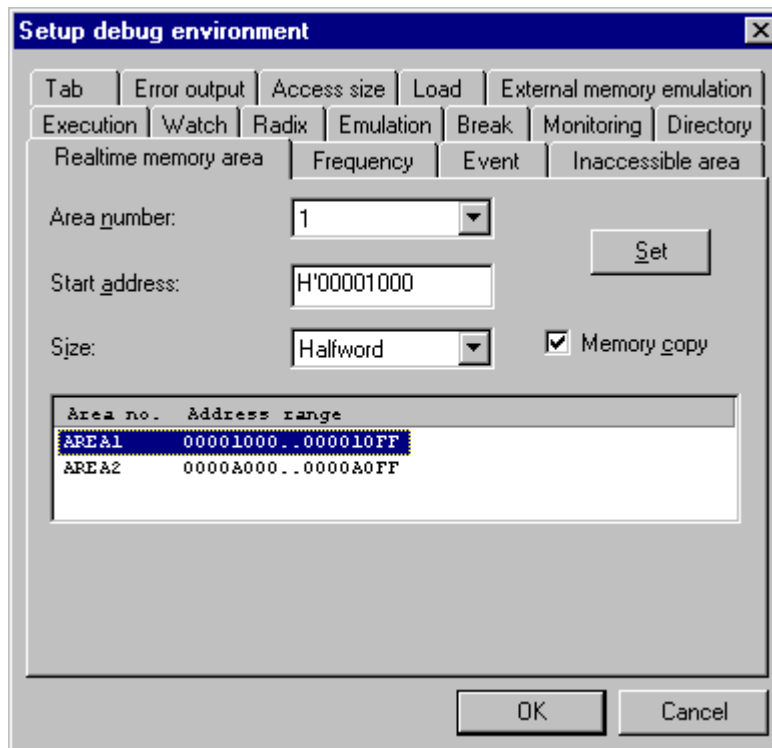 Setup debug environment
Tab Error output Access size Load External memory emulation
Execution Watch Radix Emulation Break Monitoring Directory
Realtime memory area Frequency Event Inaccessible area
Area number: 1
Set
Start address: H'00001000
Size: Halfword Memory copy
Area no. Address range
AREA1 00001000..000010FF
AREA2 0000A000..0000A0FF
OK Cancel